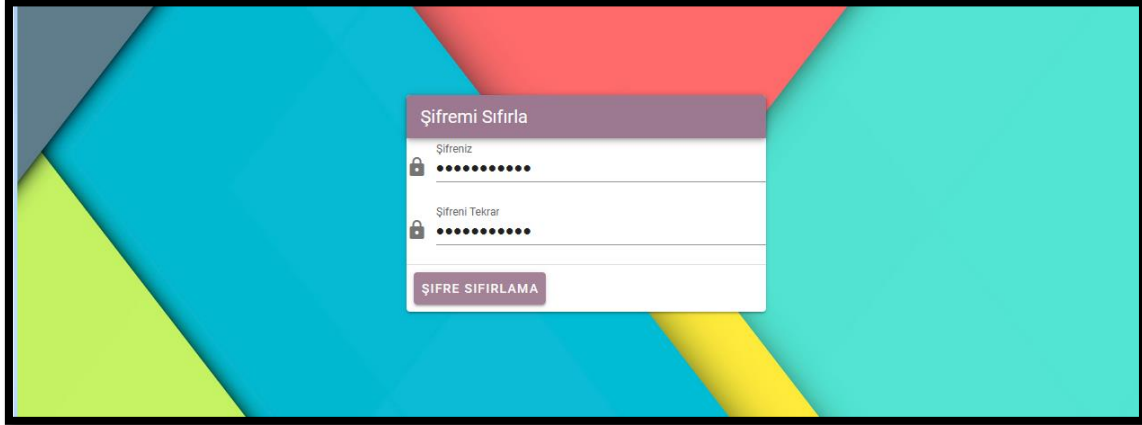 Şifremi Sıfırla
Şifreniz
•••••••••••
Şifreni Tekrar
•••••••••••
ŞIFRE SIFIRLAMA